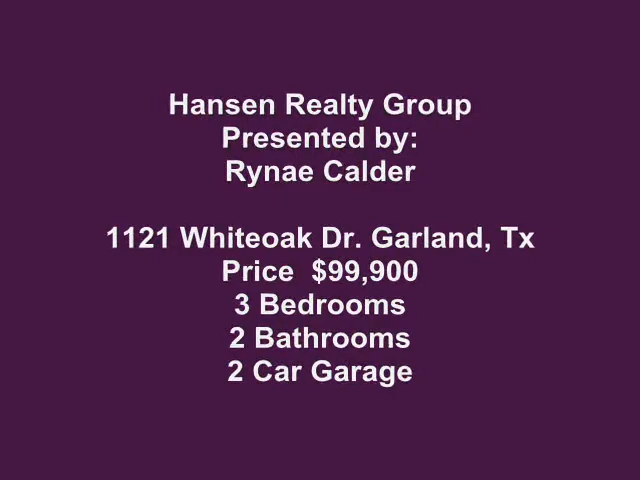 Hansen Realty Group
Presented by:
Rynae Calder
1121 Whiteoak Dr. Garland, Tx
Price  $99,900
3 Bedrooms
2 Bathrooms
2 Car Garage